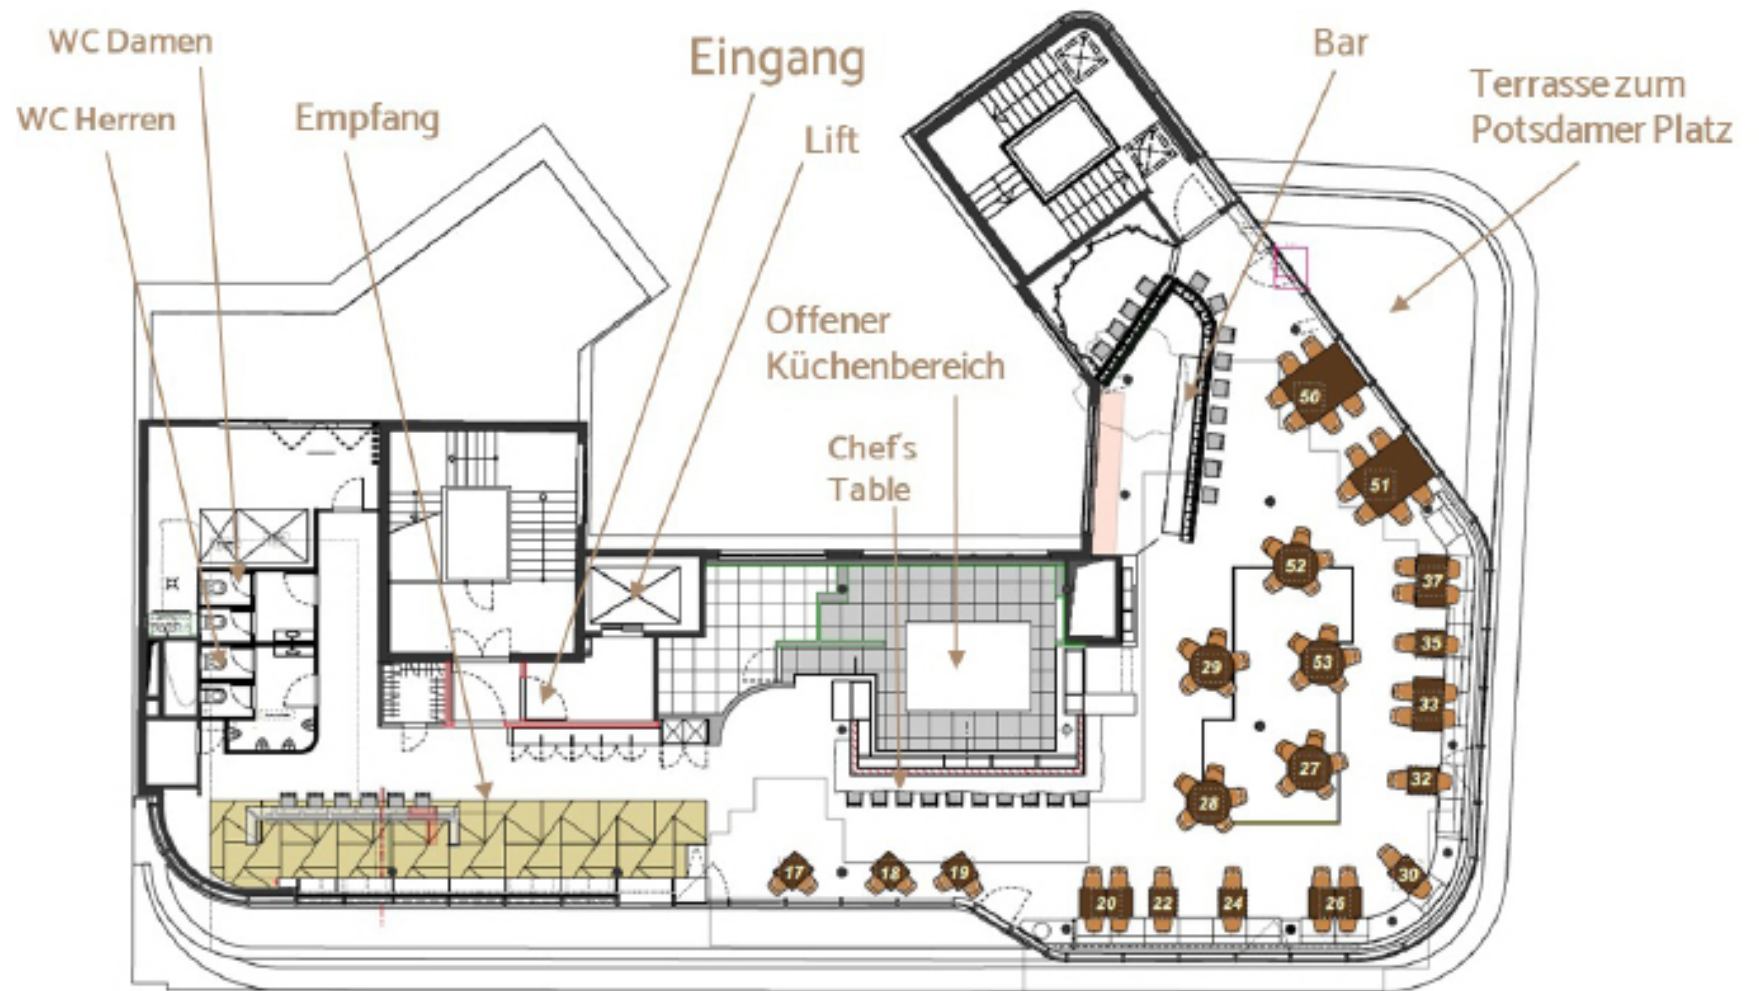 WC Damen
WC Herren
Empfang
Eingang
Lift
Bar
Terrasse zum
Potsdamer Platz
Offener
Küchenbereich
Chef's
Table
50
51
52
37
29
53
35
33
27
28
32
17
18
19
30
20
22
24
26